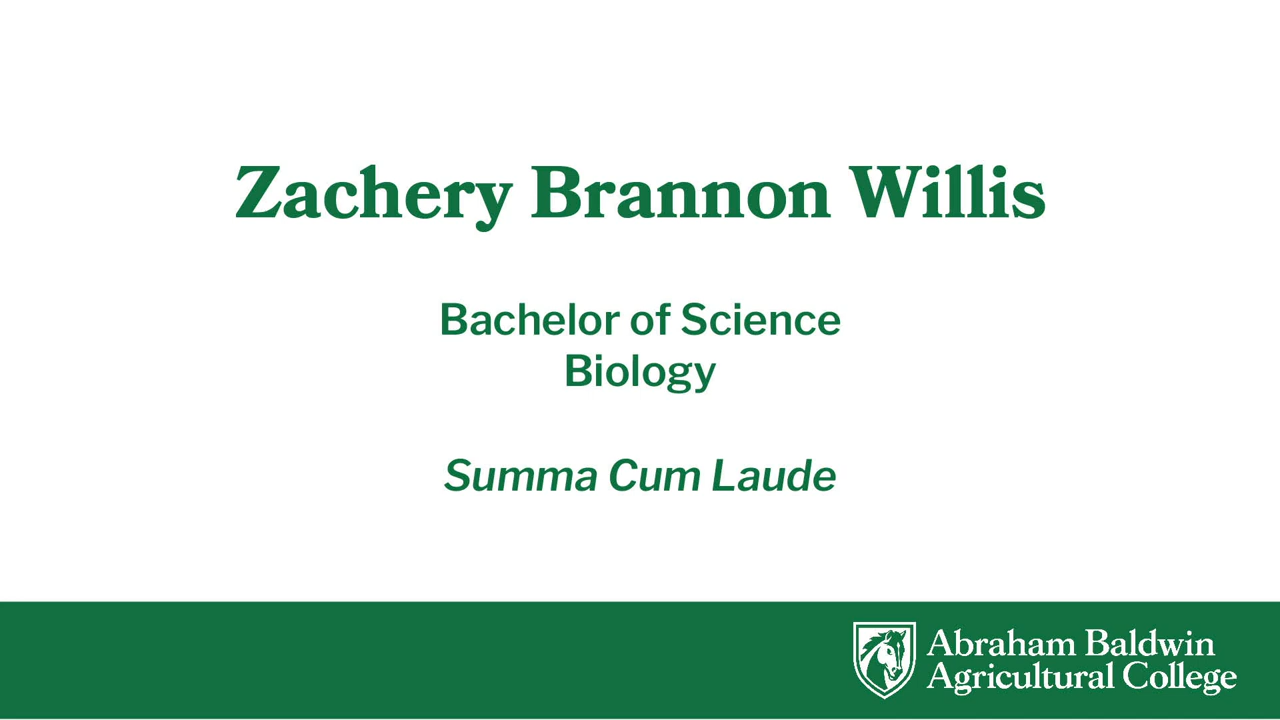 Zachery Brannon Willis
Bachelor of Science
Biology
Summa Cum Laude
Abraham Baldwin
Agricultural College